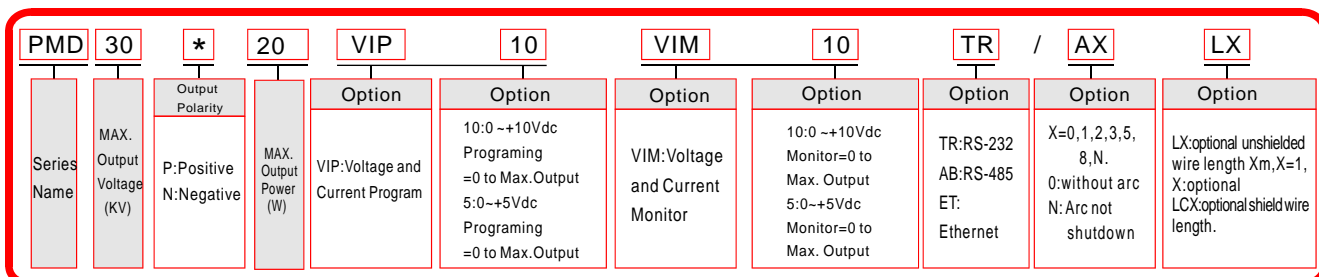 PMD 30 * 20 VIP 10 VIM 10 TR / AX LX
Series
Name
MAX.
Output
Voltage
(KV)
Output
Polarity
P:Positive
N:Negative
MAX.
Output
Power
(W)
Option
VIP:Voltage and
Current Program
Option
10:0 ~+10Vdc
Programing
=0 to Max.Output
5:0~+5Vdc
Programing
=0 to Max.Output
Option
VIM:Voltage
and Current
Monitor
Option
10:0 ~+10Vdc
Monitor=0 to
Max. Output
5:0~+5Vdc
Monitor=0 to
Max. Output
Option
TR:RS-232
AB:RS-485
ET:
Ethernet
Option
X=0,1,2,3,5,
8,N.
0:without arc
N: Arc not
shutdown
Option
LX:optional unshielded
wire length Xm,X=1,
X:optional
LCX:optional shield wire
length.